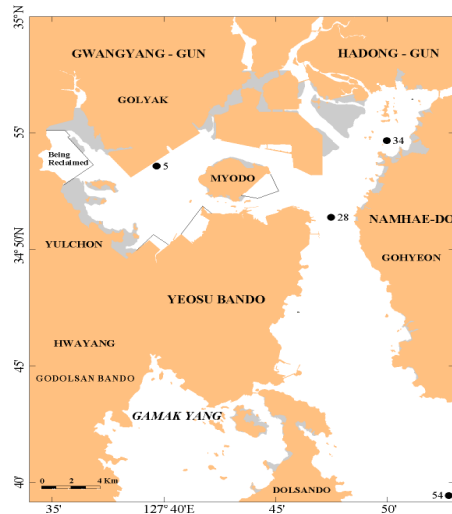 35°N
GWANGYANG - GUN
HADONG - GUN
GOLYAK
55'
34
Being
Reclaimed
5
MYODO
28
NAMHAE-DO
34° 50'N
YULCHON
GOHYEON
YEOSU BANDO
HWAYANG
45'
GODOLSAN BANDO
GAMAK YANG
40'
0 2 4 Km
DOLSANDO
54
35'
127° 40'E
45'
50'